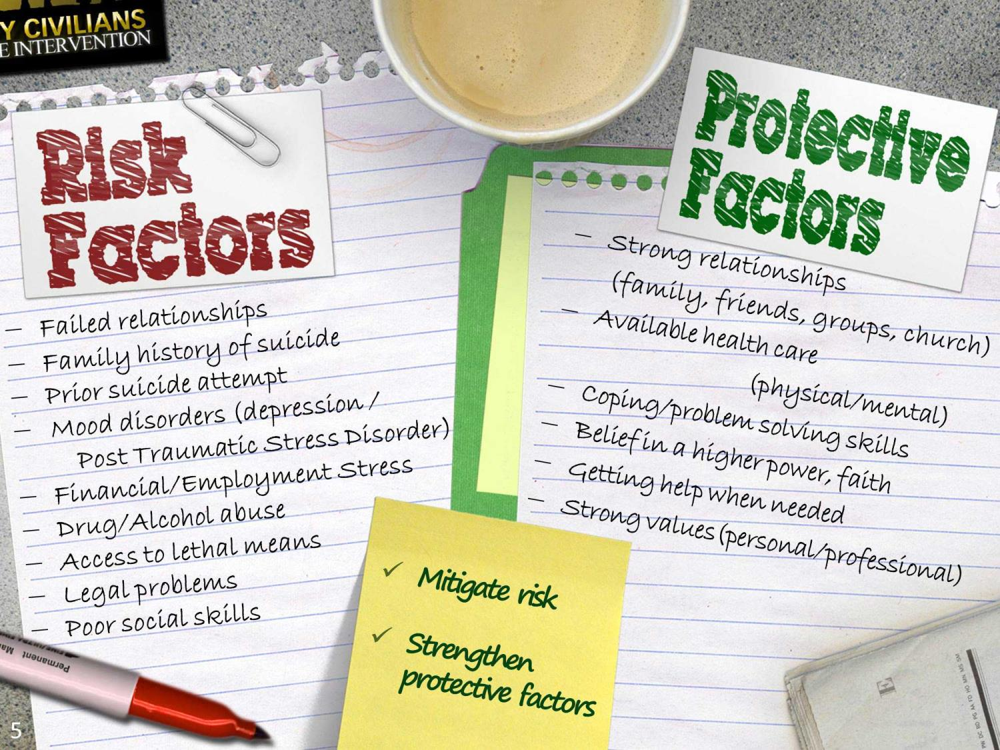 Y CIVILIANS
E INTERVENTION
Risk
Factors
– Failed relationships
– Family history of suicide
– Prior suicide attempt
– Mood disorders (depression /
Post Traumatic Stress Disorder)
– Financial/Employment Stress
– Drug/Alcohol abuse
– Access to lethal means
– Legal problems
– Poor social skills
Protective
Factors
– Strong relationships
(family, friends, groups, church)
– Available health care
(physical/mental)
– Coping/problem solving skills
– Belief in a higher power, faith
– Getting help when needed
– Strong values (personal/professional)
✓ Mitigate risk
✓ Strengthen
protective factors
Permanent
5